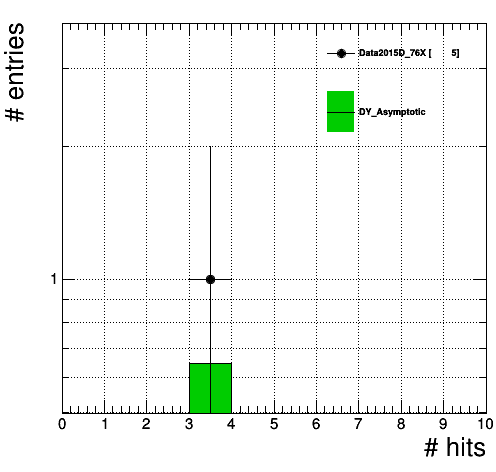 # entries
Data2015D_76X [ 5]
DY_Asymptotic
1
0 1 2 3 4 5 6 7 8 9 10
# hits